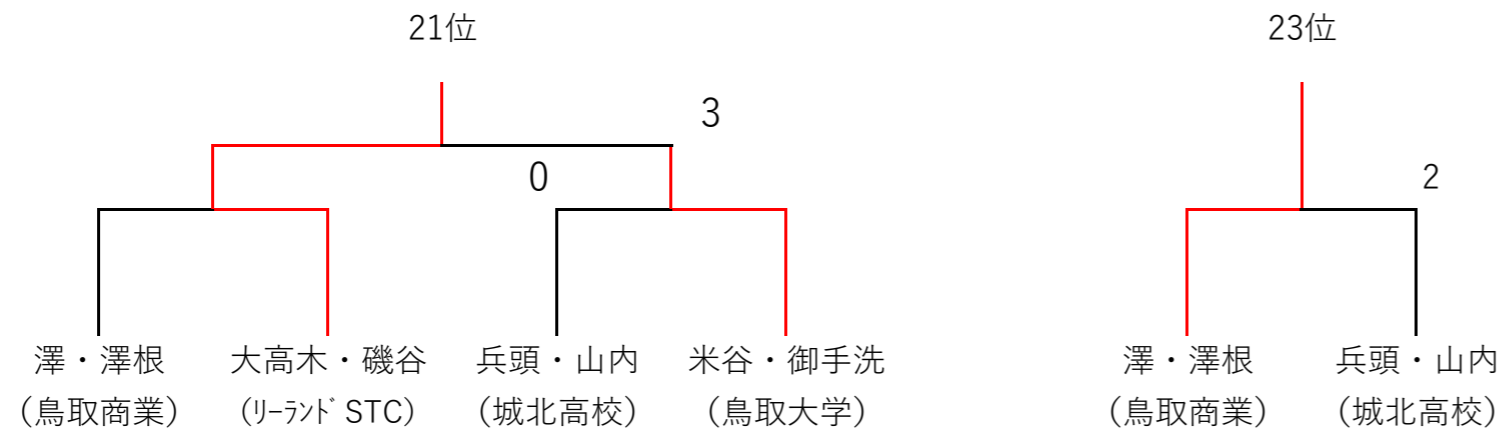 21位
23位
3
0
2
澤・澤根
大高木・磯谷
兵頭・山内
米谷・御手洗
澤・澤根
兵頭・山内
（鳥取商業）
（ﾘｰﾗﾝﾄﾞSTC）
（城北高校）
（鳥取大学）
（鳥取商業）
（城北高校）